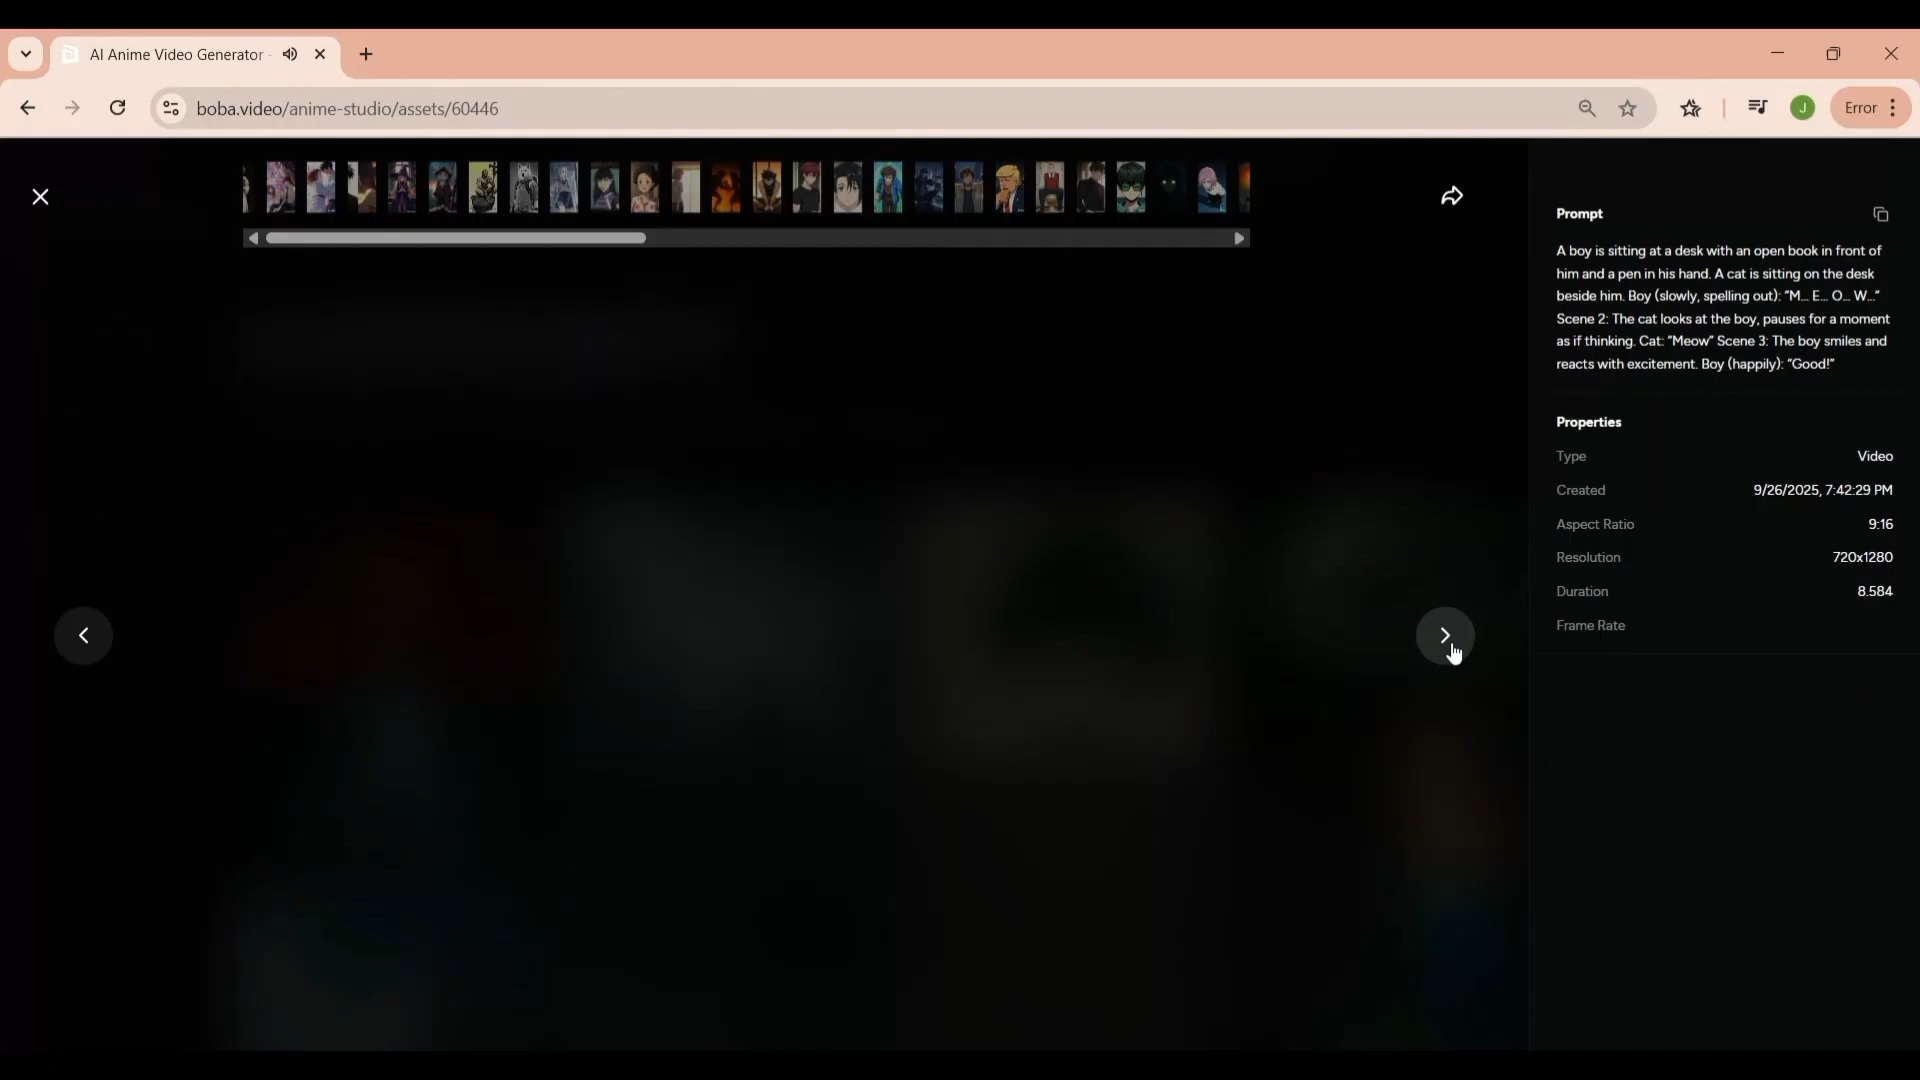 AI Anime Video Generator -
boba.video/anime-studio/assets/60446
J
Error
Prompt
A boy is sitting at a desk with an open book in front of
him and a pen in his hand. A cat is sitting on the desk
beside him. Boy (slowly, spelling out): “M... E... O... W...”
Scene 2: The cat looks at the boy, pauses for a moment
as if thinking. Cat: “Meow” Scene 3: The boy smiles and
reacts with excitement. Boy (happily): “Good!”
Properties
Type Video
Created 9/26/2025, 7:42:29 PM
Aspect Ratio 9:16
Resolution 720x1280
Duration 8.584
Frame Rate